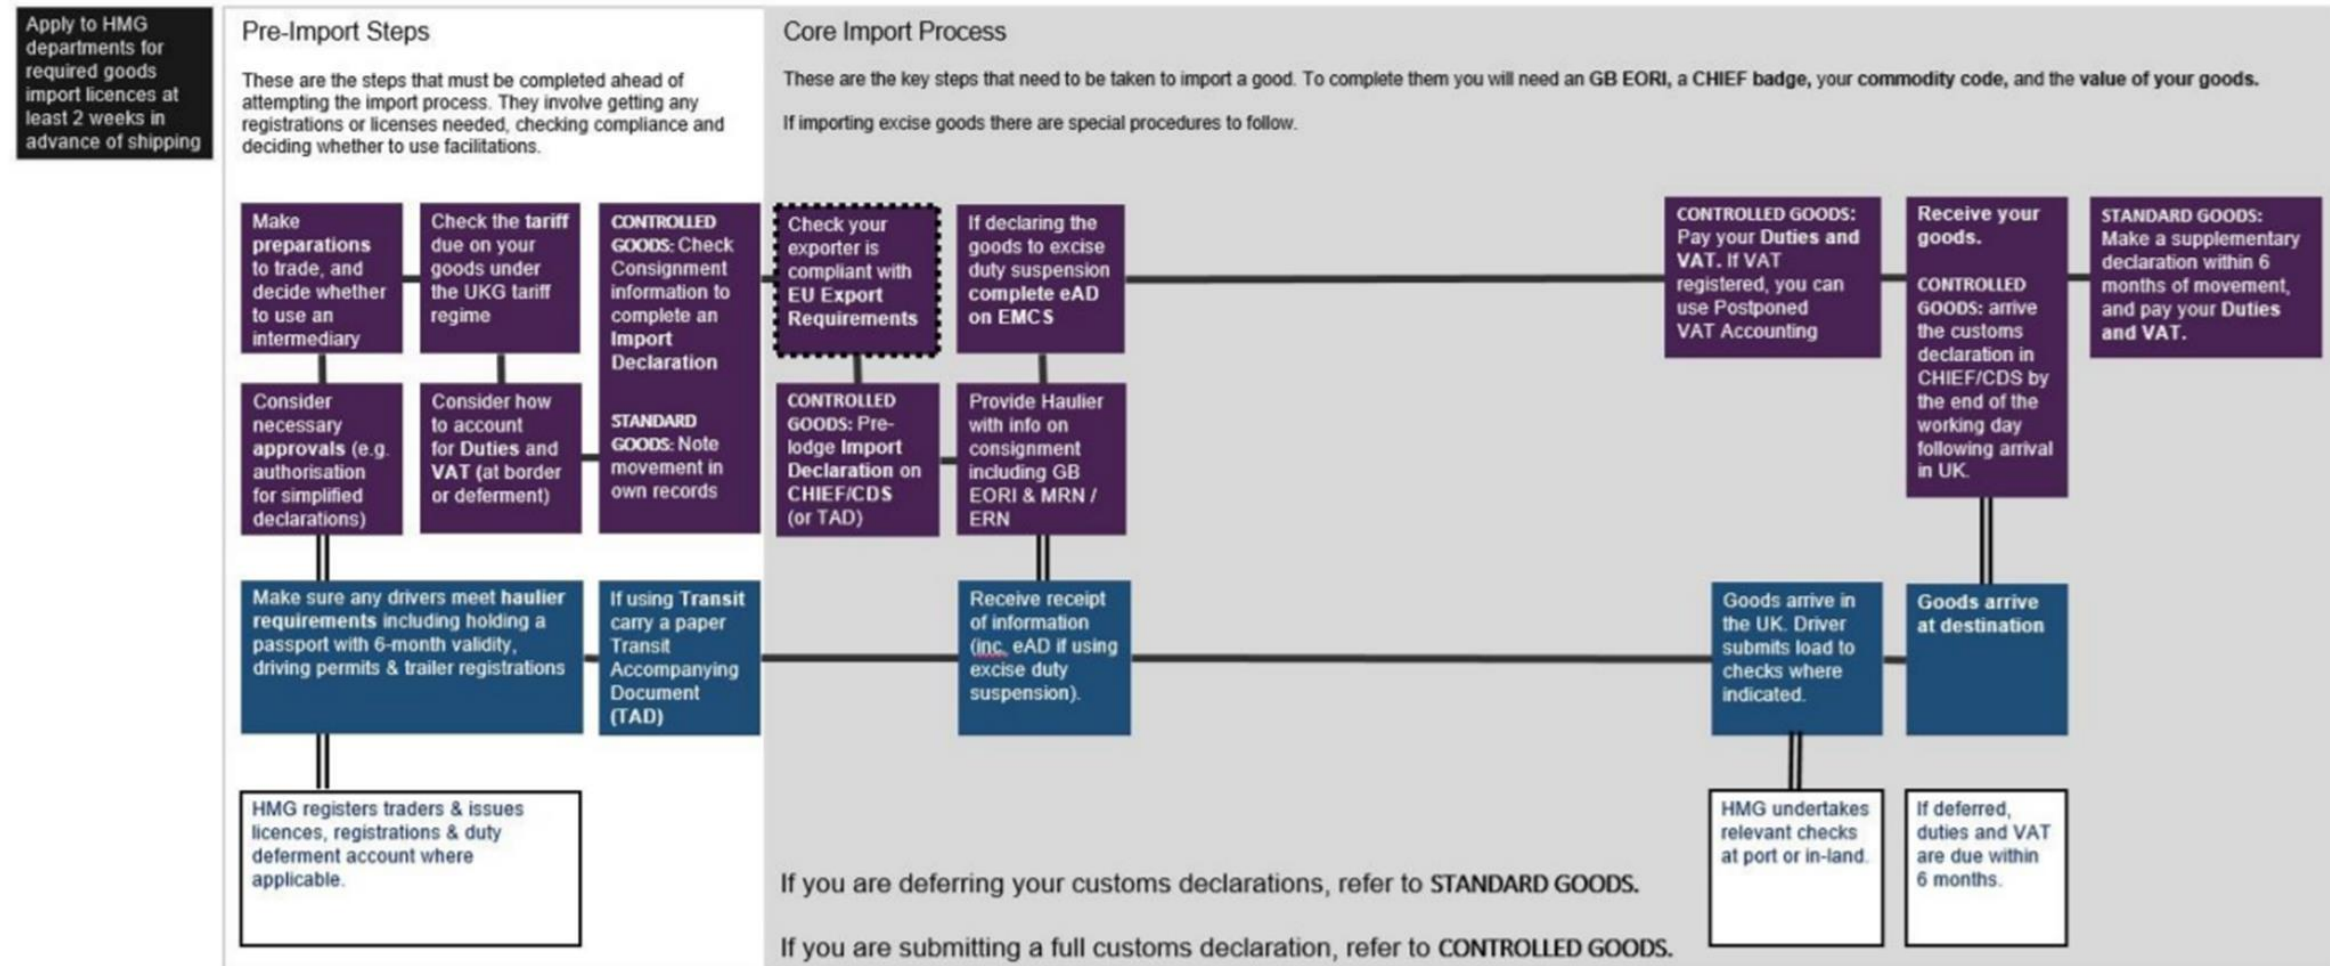 Apply to HMG
departments for
required goods
import licences at
least 2 weeks in
advance of shipping
Pre-Import Steps
These are the steps that must be completed ahead of
attempting the import process. They involve getting any
registrations or licenses needed, checking compliance and
deciding whether to use facilitations.
Core Import Process
These are the key steps that need to be taken to import a good. To complete them you will need an GB EORI, a CHIEF badge, your commodity code, and the value of your goods.
If importing excise goods there are special procedures to follow.
Make
preparations
to trade, and
decide whether
to use an
intermediary
Check the tariff
due on your
goods under
the UKG tariff
regime
CONTROLLED
GOODS: Check
Consignment
information to
complete an
Import
Declaration
STANDARD
GOODS: Note
movement in
own records
Check your
exporter is
compliant with
EU Export
Requirements
If declaring the
goods to excise
duty suspension
complete eAD
on EMCS
CONTROLLED GOODS:
Pay your Duties and
VAT. If VAT
registered, you can
use Postponed
VAT Accounting
Receive your
goods.
CONTROLLED
GOODS: arrive
the customs
declaration in
CHIEF/CDS by
the end of the
working day
following arrival
in UK.
STANDARD GOODS:
Make a supplementary
declaration within 6
months of movement,
and pay your Duties
and VAT.
Consider
necessary
approvals (e.g.
authorisation
for simplified
declarations)
Consider how
to account
for Duties and
VAT (at border
or deferment)
CONTROLLED
GOODS: Pre-
lodge Import
Declaration on
CHIEF/CDS
(or TAD)
Provide Haulier
with info on
consignment
including GB
EORI & MRN /
ERN
Make sure any drivers meet haulier
requirements including holding a
passport with 6-month validity,
driving permits & trailer registrations
If using Transit
carry a paper
Transit
Accompanying
Document
(TAD)
Receive receipt
of information
(inc. eAD if using
excise duty
suspension).
Goods arrive in
the UK. Driver
submits load to
checks where
indicated.
Goods arrive
at destination
HMG registers traders & issues
licences, registrations & duty
deferment account where
applicable.
HMG undertakes
relevant checks
at port or in-land.
If deferred,
duties and VAT
are due within
6 months.
If you are deferring your customs declarations, refer to STANDARD GOODS.
If you are submitting a full customs declaration, refer to CONTROLLED GOODS.